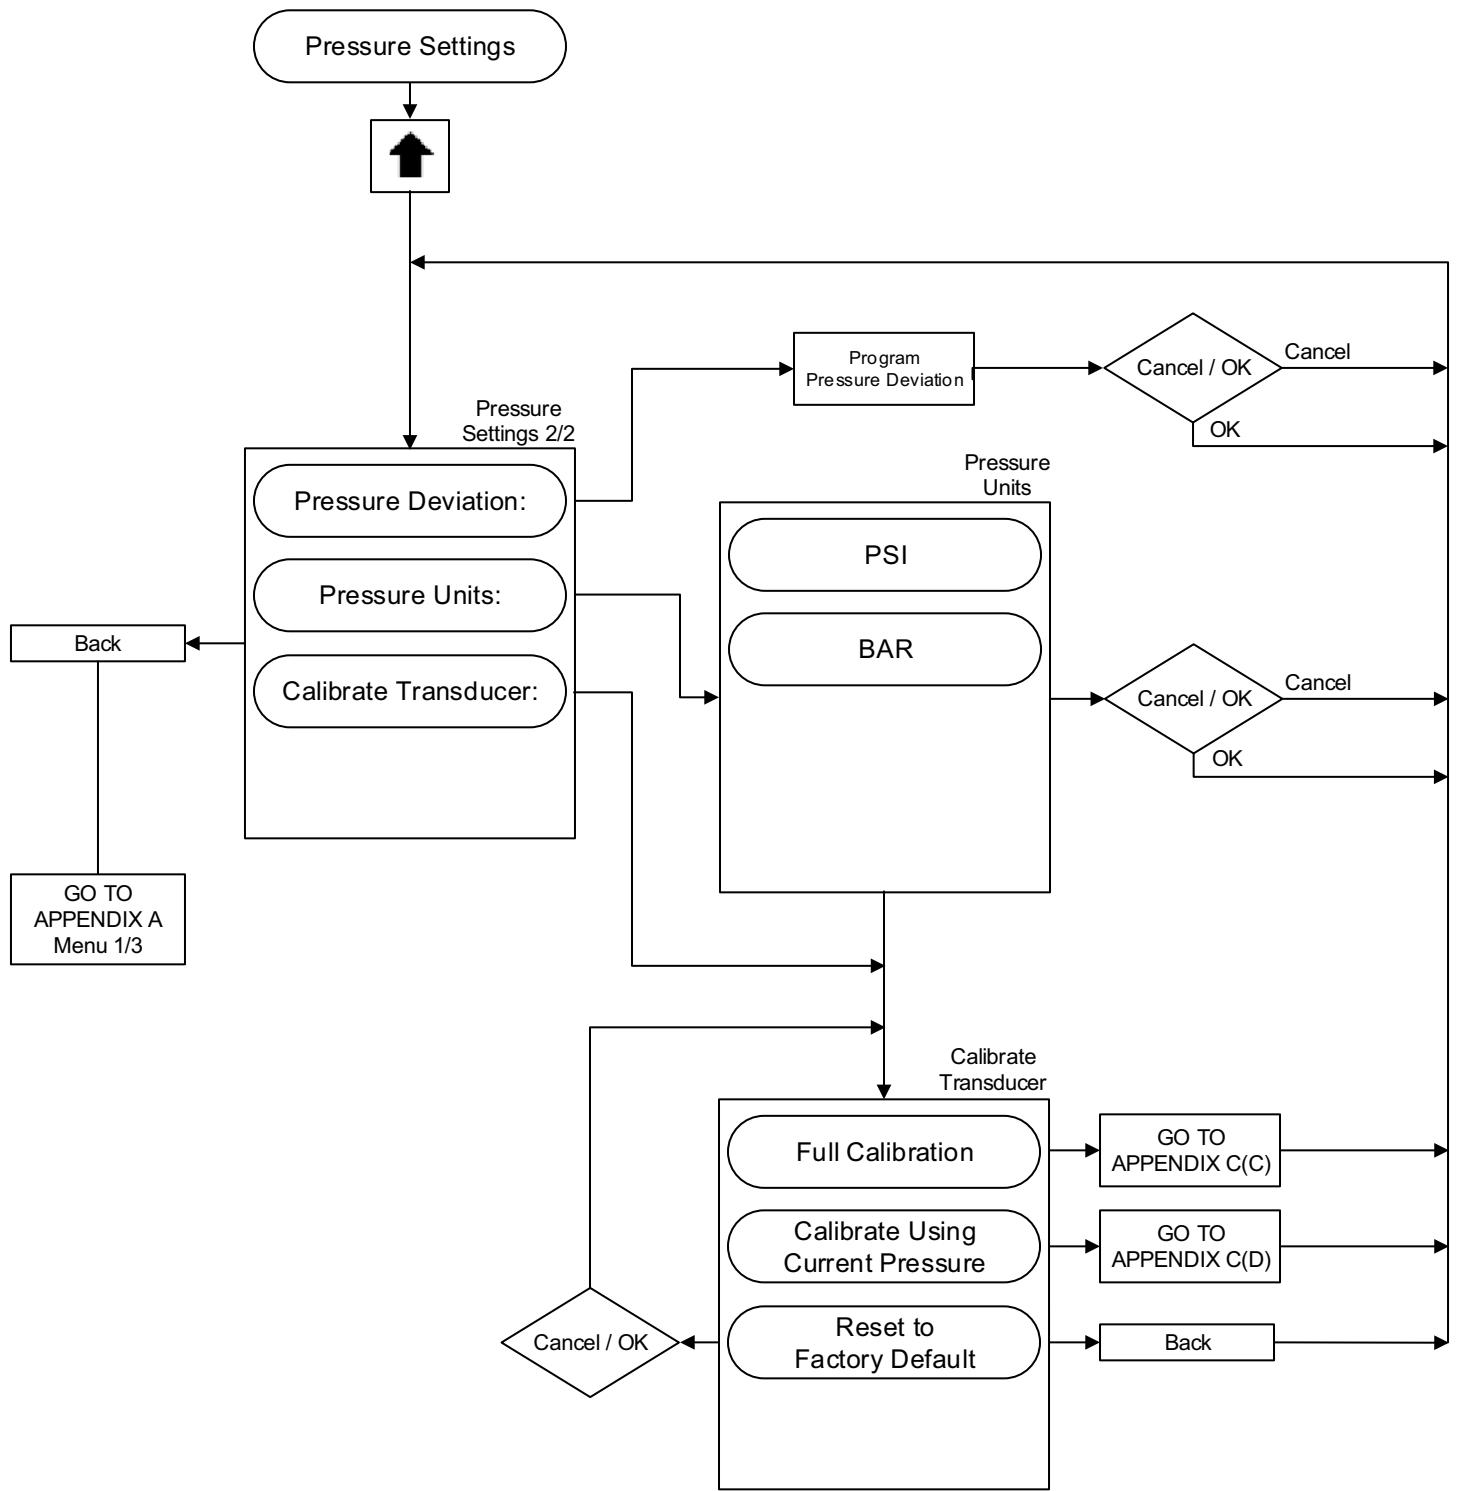 Pressure Settings
Program
Pressure Deviation
Cancel / OK
Cancel
OK
Pressure
Settings 2/2
Pressure Deviation:
Pressure Units:
Calibrate Transducer:
Back
GO TO
APPENDIX A
Menu 1/3
Pressure
Units
PSI
BAR
Cancel / OK
Cancel
OK
Calibrate
Transducer
Full Calibration
GO TO
APPENDIX C(C)
Calibrate Using
Current Pressure
GO TO
APPENDIX C(D)
Cancel / OK
Reset to
Factory Default
Back